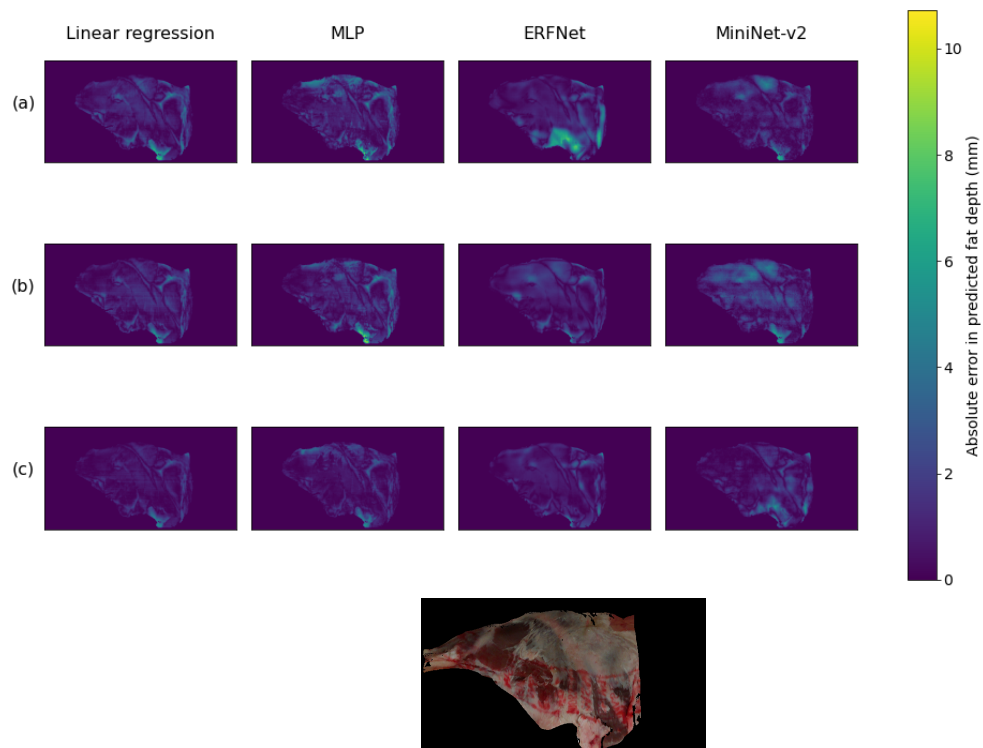 Linear regression MLP ERFNet MiniNet-v2
(a)
(b)
(c)
10
8
6
4
2
0
Absolute error in predicted fat depth (mm)